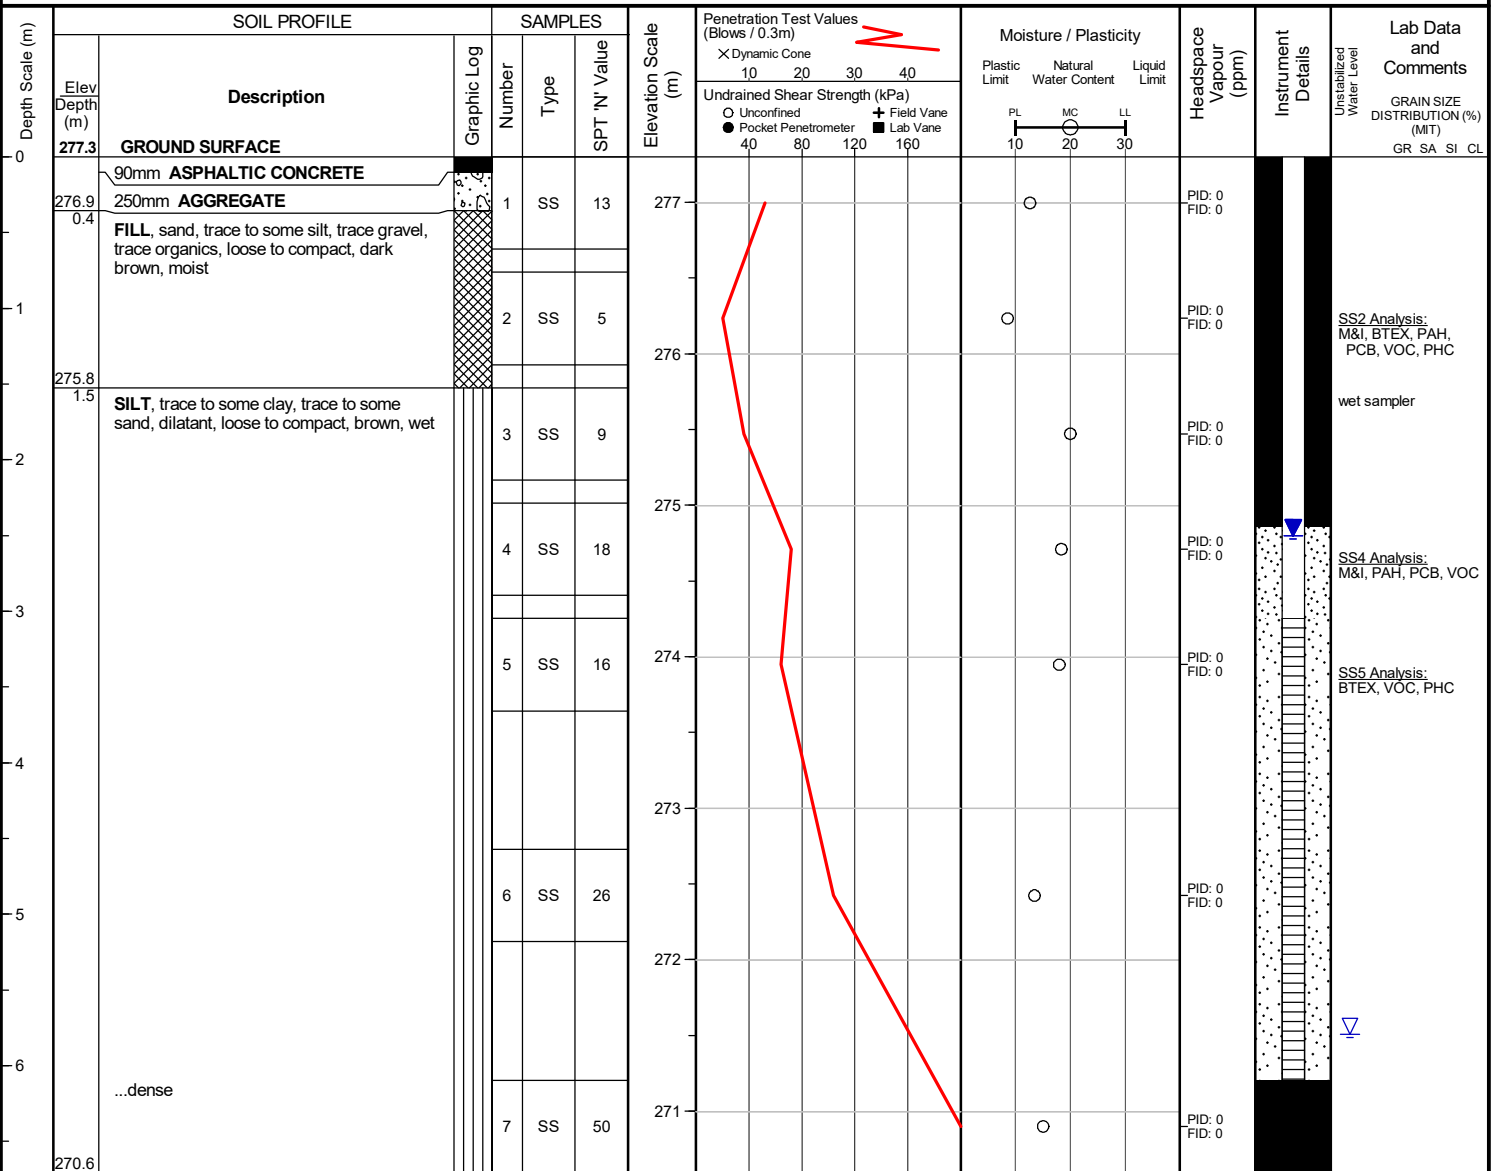 SOIL PROFILE
SAMPLES
Depth Scale (m)
Elev
Depth
(m)
Description
Graphic Log
Number
Type
SPT 'N' Value
Elevation Scale
(m)
Penetration Test Values
(Blows / 0.3m)
Dynamic Cone
10 20 30 40
Undrained Shear Strength (kPa)
Unconfined
Field Vane
Pocket Penetrometer
Lab Vane
40 80 120 160
Moisture / Plasticity
Plastic
Limit
Natural
Water Content
Liquid
Limit
PL MC LL
10 20 30
Headspace
Vapour
(ppm)
Instrument
Details
Unstabilized
Water Level
Lab Data
and
Comments
GRAIN SIZE
DISTRIBUTION (%)
(MIT)
GR SA SI CL
277.3 GROUND SURFACE
0
90mm ASPHALTIC CONCRETE
276.9 250mm AGGREGATE
0.4
1 SS 13
277
PID: 0
FID: 0
FILL, sand, trace to some silt, trace gravel,
trace organics, loose to compact, dark
brown, moist
1
2 SS 5
PID: 0
FID: 0
SS2 Analysis:
M&I, BTEX, PAH,
PCB, VOC, PHC
276
275.8
1.5
SILT, trace to some clay, trace to some
sand, dilatant, loose to compact, brown, wet
wet sampler
3 SS 9
PID: 0
FID: 0
2
275
4 SS 18
PID: 0
FID: 0
SS4 Analysis:
M&I, PAH, PCB, VOC
3
5 SS 16
274
PID: 0
FID: 0
SS5 Analysis:
BTEX, VOC, PHC
4
273
6 SS 26
PID: 0
FID: 0
5
272
6
...dense
271
7 SS 50
PID: 0
FID: 0
270.6